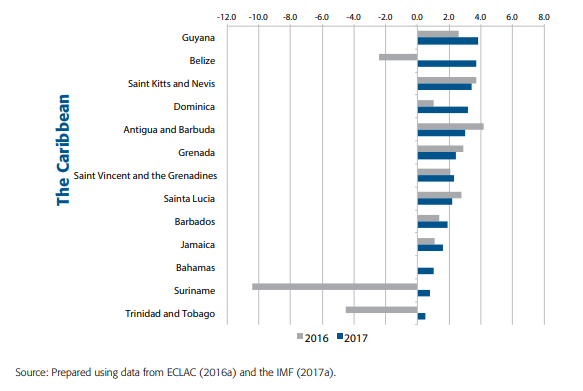 -12.0 -10.0 -8.0 -6.0 -4.0 -2.0 0.0 2.0 4.0 6.0 8.0
The Caribbean
Guyana
Belize
Saint Kitts and Nevis
Dominica
Antigua and Barbuda
Grenada
Saint Vincent and the Grenadines
Sainta Lucia
Barbados
Jamaica
Bahamas
Suriname
Trinidad and Tobago
2016 2017
Source: Prepared using data from ECLAC (2016a) and the IMF (2017a).